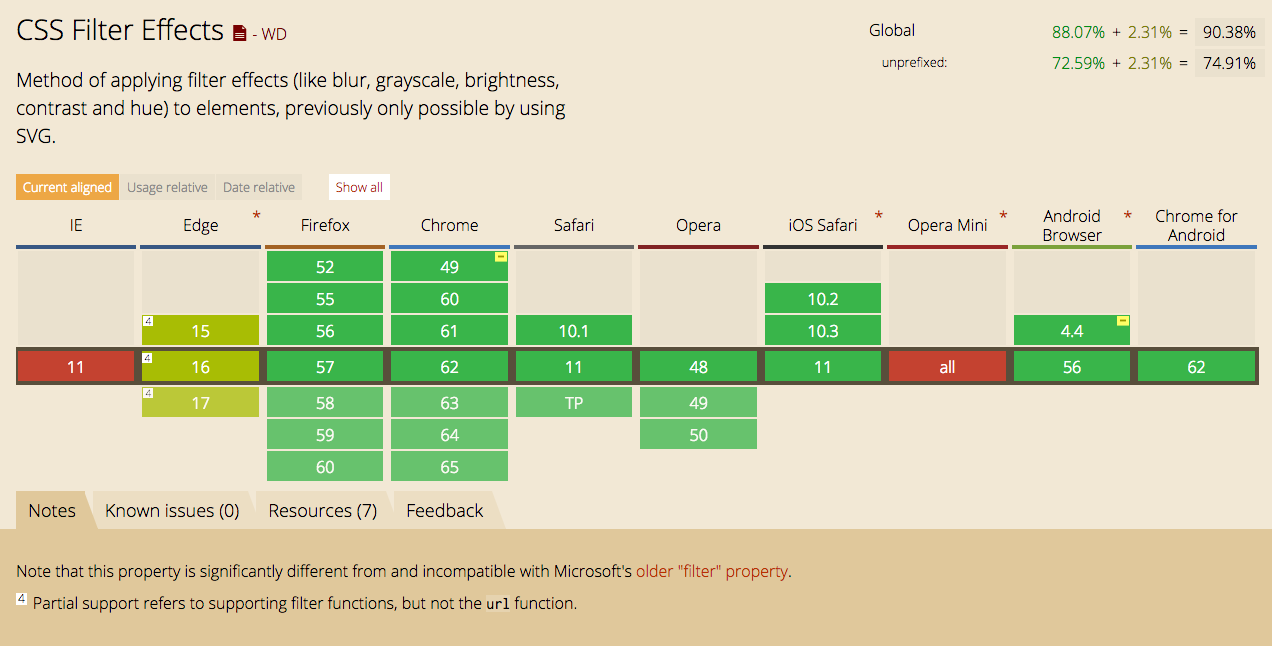 CSS Filter Effects - WD
Global 88.07% + 2.31% = 90.38%
unprefixed: 72.59% + 2.31% = 74.91%
Method of applying filter effects (like blur, grayscale, brightness,
contrast and hue) to elements, previously only possible by using
SVG.
Current aligned Usage relative Date relative Show all
IE Edge * Firefox Chrome Safari Opera iOS Safari * Opera Mini * Android Browser * Chrome for Android
52 49 -
55 60 10.2
4 15 56 61 10.1 10.3 4.4 -
11 4 16 57 62 11 48 11 all 56 62
4 17 58 63 TP 49
59 64 50
60 65
Notes Known issues (0) Resources (7) Feedback
Note that this property is significantly different from and incompatible with Microsoft's older "filter" property.
4 Partial support refers to supporting filter functions, but not the url function.